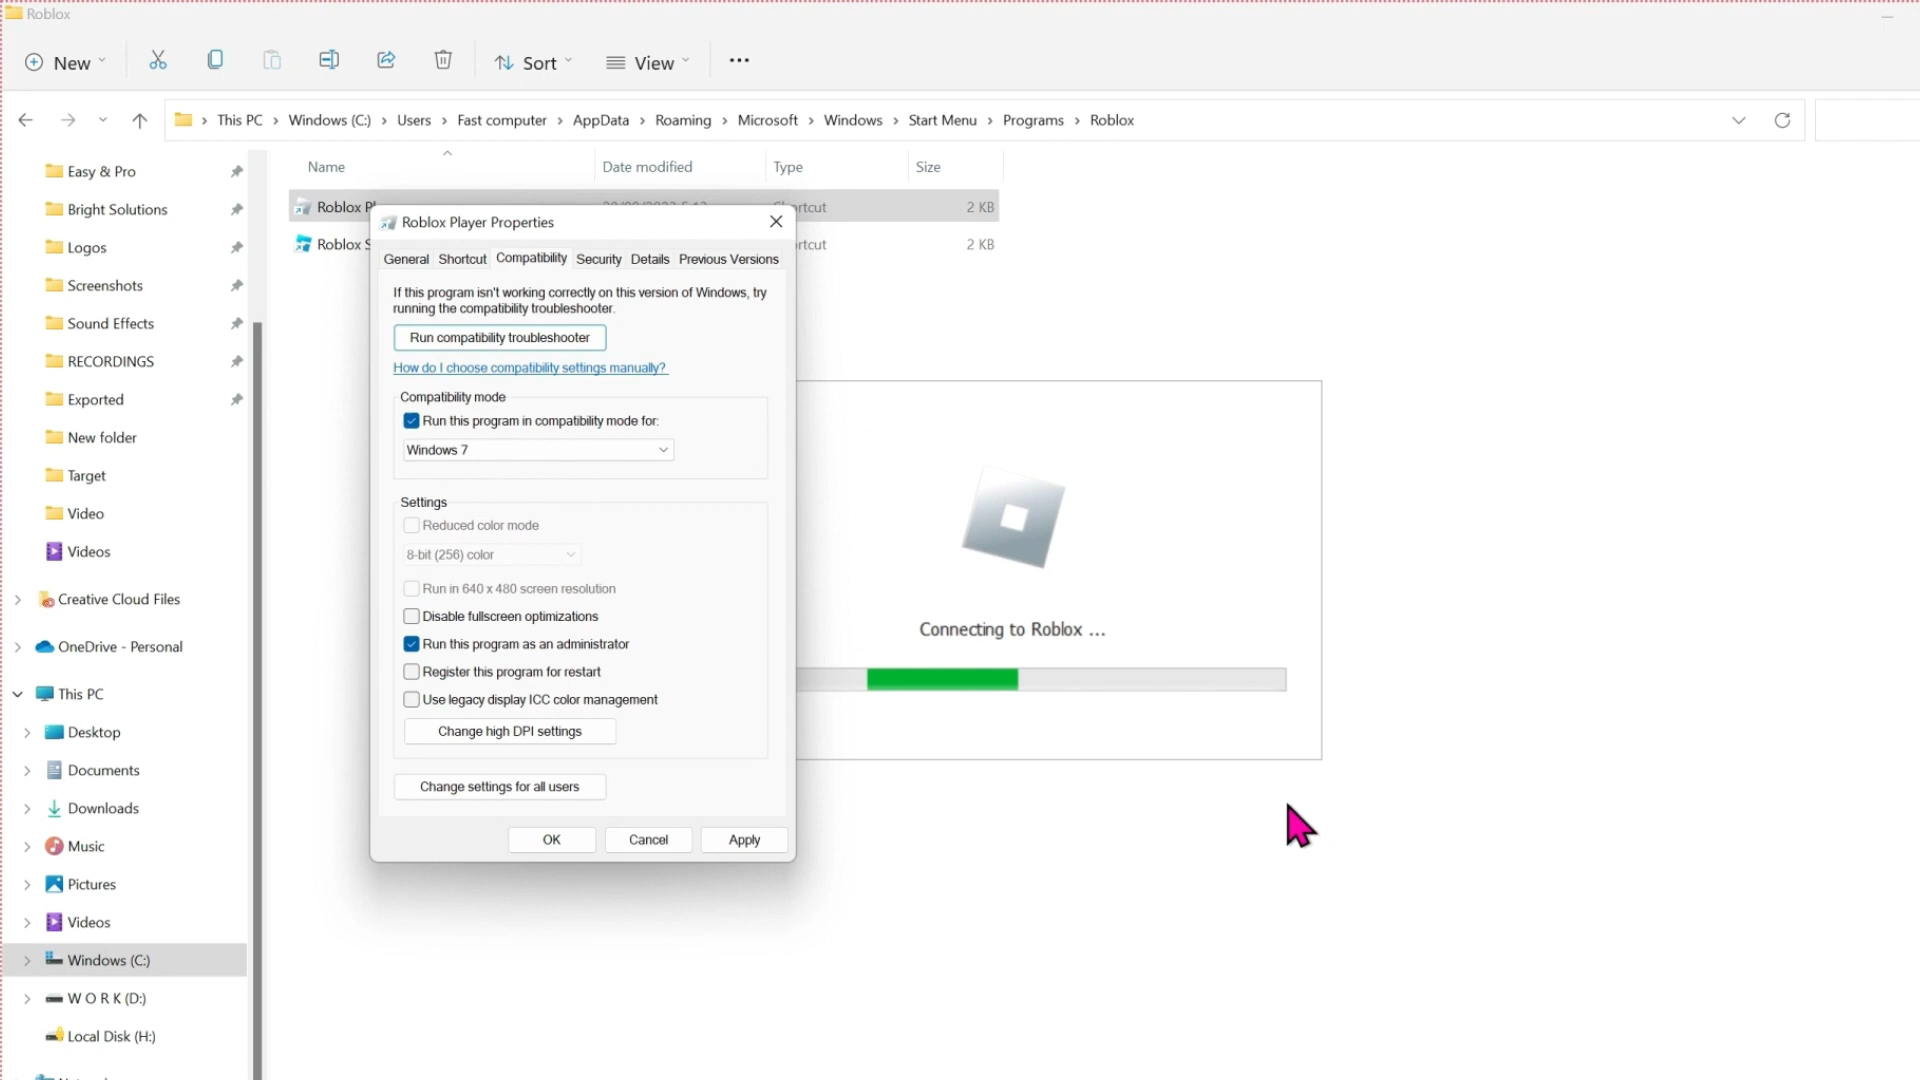 Roblox
New
Sort
View
This PC > Windows (C:) > Users > Fast computer > AppData > Roaming > Microsoft > Windows > Start Menu > Programs > Roblox
Name
Date modified
Type
Size
Easy & Pro
Bright Solutions
Logos
Screenshots
Sound Effects
RECORDINGS
Exported
New folder
Target
Video
Videos
Creative Cloud Files
OneDrive - Personal
This PC
Desktop
Documents
Downloads
Music
Pictures
Videos
Windows (C:)
W O R K (D:)
Local Disk (H:)
Roblox
2 KB
Roblox S
2 KB
Roblox Player Properties
General Shortcut Compatibility Security Details Previous Versions
If this program isn't working correctly on this version of Windows, try
running the compatibility troubleshooter.
Run compatibility troubleshooter
How do I choose compatibility settings manually?
Compatibility mode
Run this program in compatibility mode for:
Windows 7
Settings
Reduced color mode
8-bit (256) color
Run in 640 x 480 screen resolution
Disable fullscreen optimizations
Run this program as an administrator
Register this program for restart
Use legacy display ICC color management
Change high DPI settings
Change settings for all users
OK
Cancel
Apply
Connecting to Roblox ...